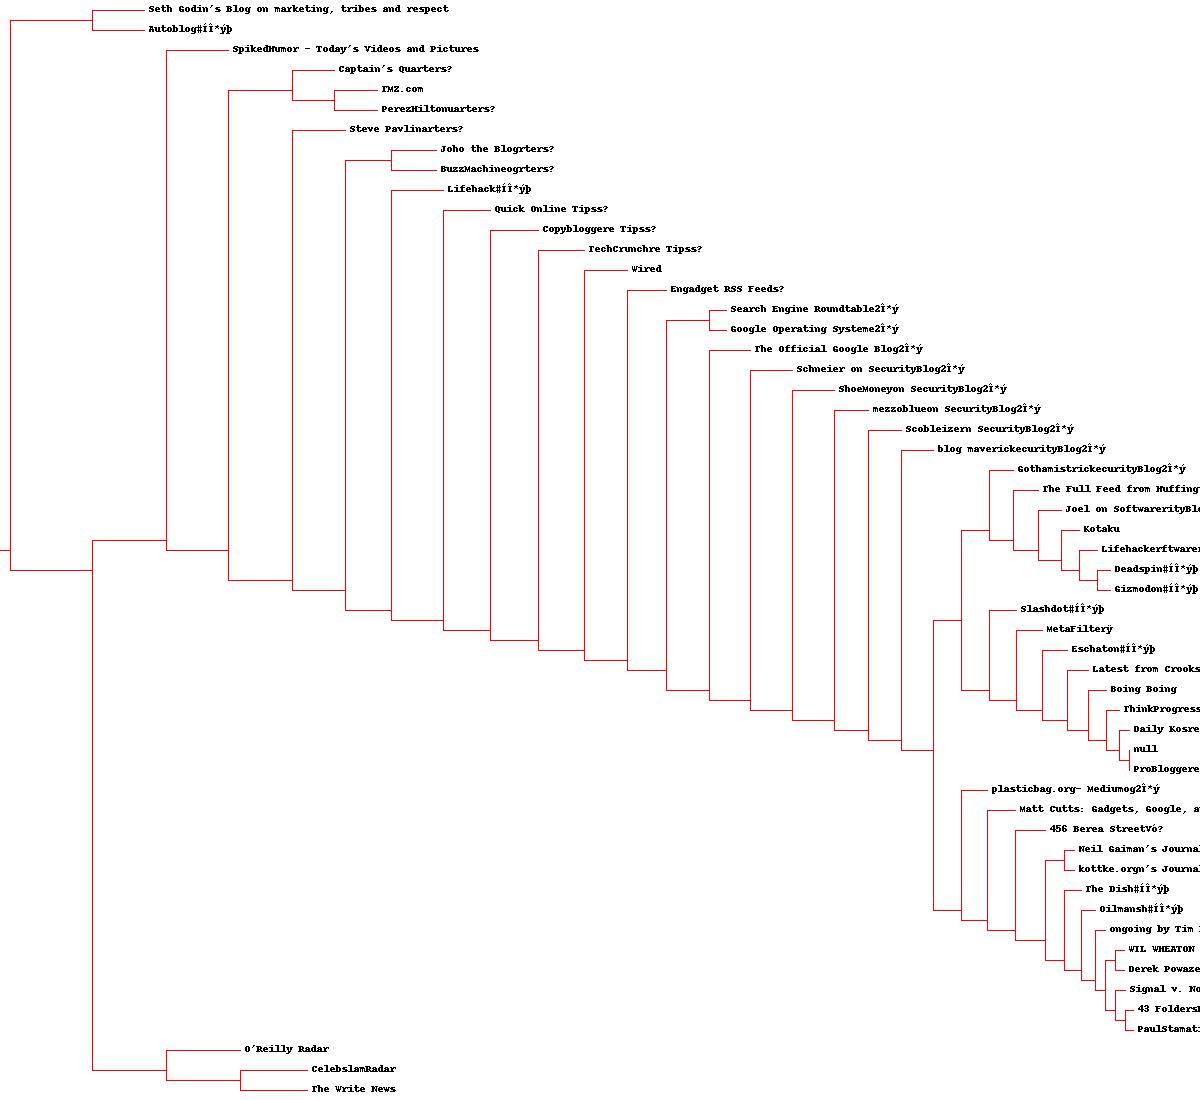 Seth Godin's Blog on marketing, tribes and respect
Autoblog#ÍÎ*ýþ
SpikedHumor - Today's Videos and Pictures
Captain's Quarters?
TMZ.com
PerezHiltonuarters?
Steve Pavlinarters?
Joho the Blogrters?
BuzzMachineogrters?
Lifehack#ÍÎ*ýþ
Quick Online Tipss?
Copybloggere Tipss?
TechCrunchre Tipss?
Wired
Engadget RSS Feeds?
Search Engine Roundtable2Î*ý
Google Operating Systeme2Î*ý
The Official Google Blog2Î*ý
Schneier on SecurityBlog2Î*ý
ShoeMoneyon SecurityBlog2Î*ý
mezzoblueon SecurityBlog2Î*ý
Scobleizern SecurityBlog2Î*ý
blog maverickecurityBlog2Î*ý
GothamistrickecurityBlog2Î*ý
The Full Feed from Huffing
Joel on SoftwarerityBlo
Kotaku
Lifehackerftwarer
Deadspin#ÍÎ*ýþ
Gizmodon#ÍÎ*ýþ
Slashdot#ÍÎ*ýþ
MetaFilterÿ
Eschaton#ÍÎ*ýþ
Latest from Crooks
Boing Boing
ThinkProgress
Daily Kosre
null
ProBloggere
plasticbag.org- Mediumog2Î*ý
Matt Cutts: Gadgets, Google, a
456 Berea StreetVó?
Neil Gaiman's Journal
kottke.orgn's Journal
The Dish#ÍÎ*ýþ
Oilmansh#ÍÎ*ýþ
ongoing by Tim
WIL WHEATON
Derek Powaze
Signal v. No
43 Folders
PaulStamati
O'Reilly Radar
CelebslamRadar
The Write News